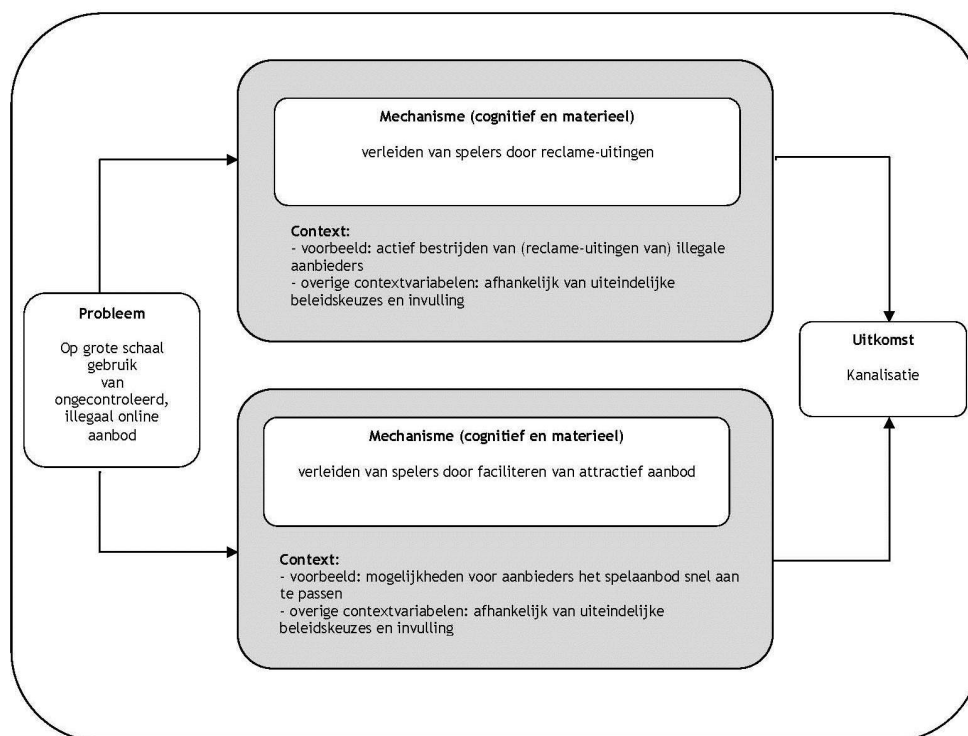 Mechanisme (cognitief en materieel)
verleiden van spelers door reclame-uitingen
Context:
- voorbeeld: actief bestrijden van (reclame-uitingen van) illegale
aanbieders
- overige contextvariabelen: afhankelijk van uiteindelijke
beleidskeuzes en invulling
Probleem
Op grote schaal
gebruik
van
ongecontroleerd,
illegaal online
aanbod
Uitkomst
Kanalisatie
Mechanisme (cognitief en materieel)
verleiden van spelers door faciliteren van attractief aanbod
Context:
- voorbeeld: mogelijkheden voor aanbieders het spelaanbod snel aan
te passen
- overige contextvariabelen: afhankelijk van uiteindelijke
beleidskeuzes en invulling